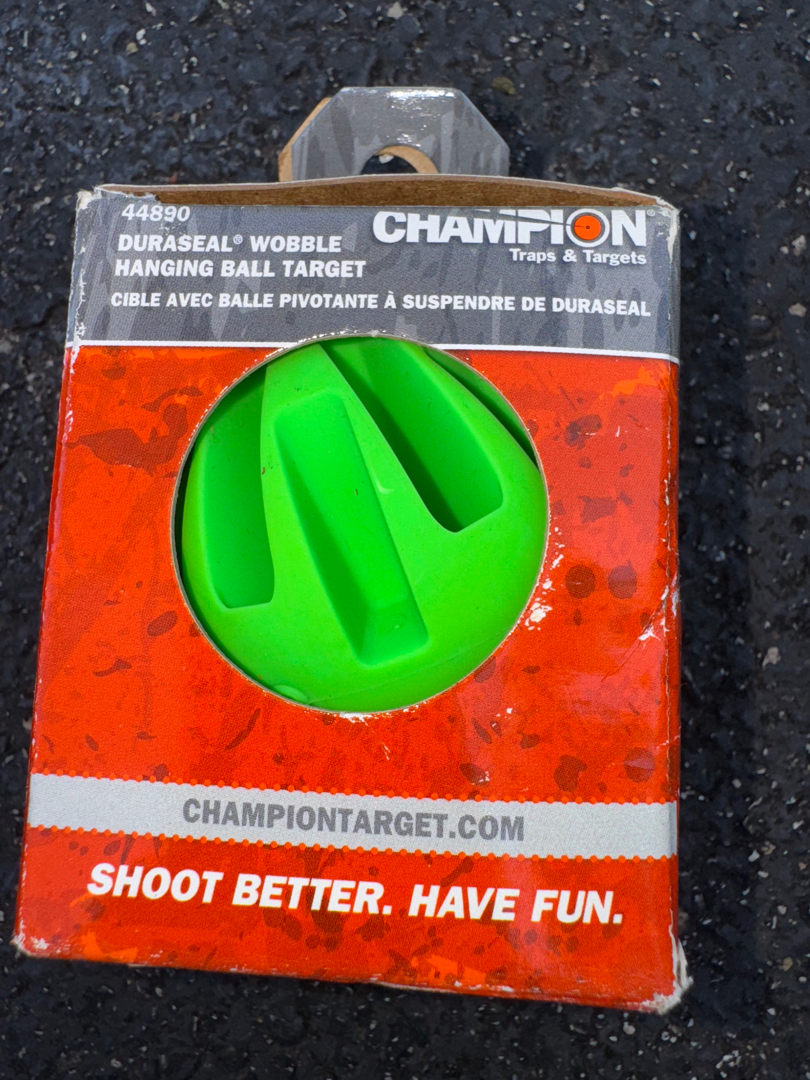 44890
CHAMPION®
DURASEAL® WOBBLE
HANGING BALL TARGET
Traps & Targets
CIBLE AVEC BALLE PIVOTANTE À SUSPENDRE DE DURASEAL
CHAMPIONTARGET.COM
SHOOT BETTER. HAVE FUN.